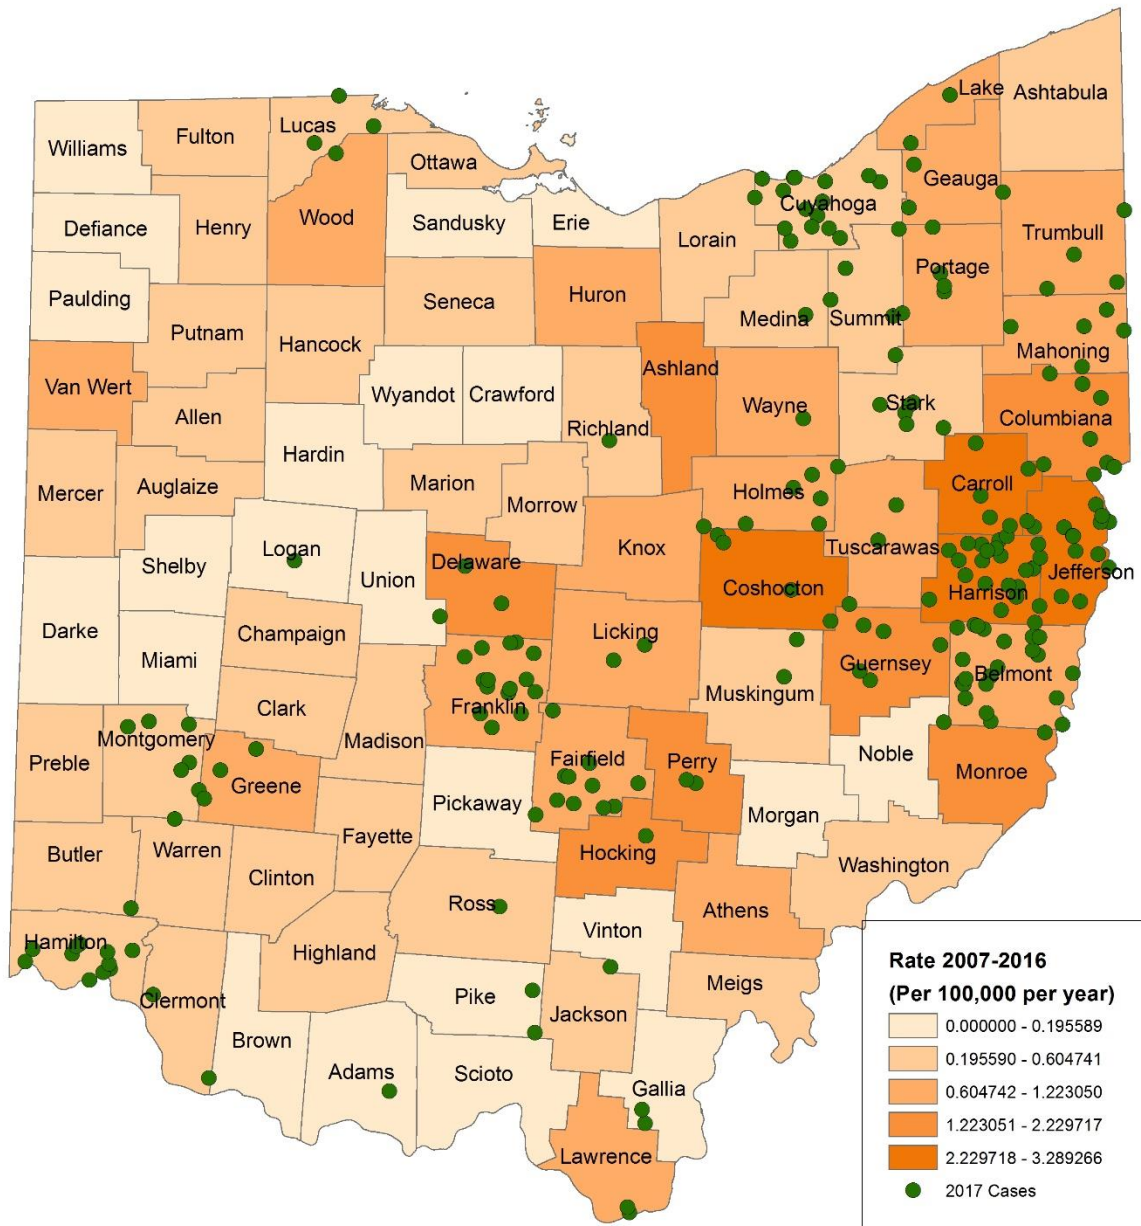 Lake
Ashtabula
Williams
Fulton
Lucas
Ottawa
Geauga
Cuyahoga
Defiance
Henry
Wood
Sandusky
Erie
Lorain
Trumbull
Portage
Paulding
Putnam
Hancock
Seneca
Huron
Medina
Summit
Mahoning
Van Wert
Allen
Wyandot
Crawford
Richland
Ashland
Wayne
Stark
Columbiana
Hardin
Mercer
Auglaize
Marion
Morrow
Holmes
Carroll
Shelby
Logan
Union
Delaware
Knox
Coshocton
Tuscarawas
Harrison
Jefferson
Darke
Miami
Champaign
Licking
Muskingum
Guernsey
Belmont
Clark
Franklin
Madison
Preble
Montgomery
Greene
Fairfield
Perry
Noble
Monroe
Pickaway
Morgan
Fayette
Hocking
Washington
Butler
Warren
Clinton
Ross
Athens
Vinton
Hamilton
Highland
Clermont
Pike
Jackson
Meigs
Brown
Adams
Scioto
Gallia
Lawrence
Rate 2007-2016
(Per 100,000 per year)
0.000000 - 0.195589
0.195590 - 0.604741
0.604742 - 1.223050
1.223051 - 2.229717
2.229718 - 3.289266
2017 Cases